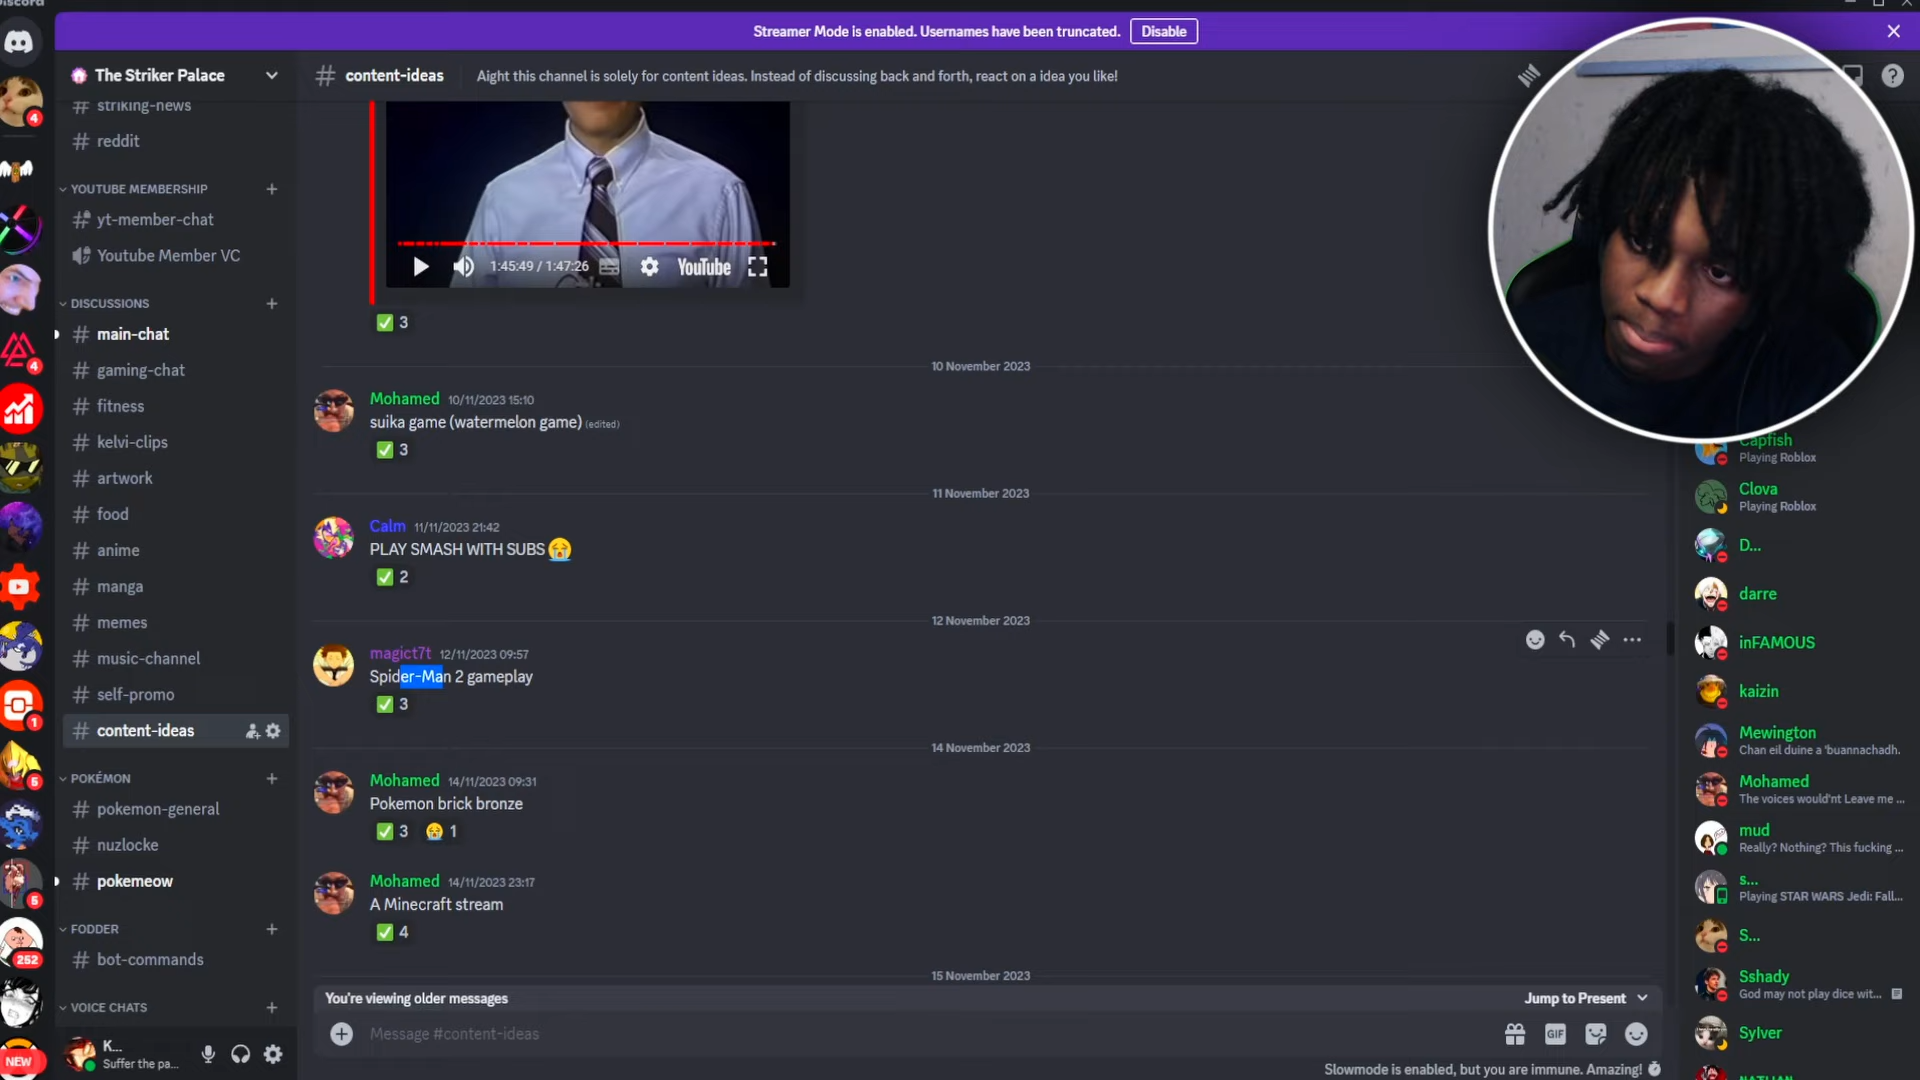 Discord
Streamer Mode is enabled. Usernames have been truncated. Disable
The Striker Palace
content-ideas
Aight this channel is solely for content ideas. Instead of discussing back and forth, react on a idea you like!
striking-news
reddit
YOUTUBE MEMBERSHIP
yt-member-chat
Youtube Member VC
DISCUSSIONS
main-chat
gaming-chat
fitness
kelvi-clips
artwork
food
anime
manga
memes
music-channel
self-promo
content-ideas
POKÉMON
pokemon-general
nuzlocke
pokemeow
FODDER
bot-commands
VOICE CHATS
K...
Suffer the pa...
4
4
1
5
5
252
NEW
1:45:49 / 1:47:26
YouTube
3
10 November 2023
Mohamed 10/11/2023 15:10
suika game (watermelon game) (edited)
3
11 November 2023
Calm 11/11/2023 21:42
PLAY SMASH WITH SUBS
2
12 November 2023
magict7t 12/11/2023 09:57
Spider-Man 2 gameplay
3
14 November 2023
Mohamed 14/11/2023 09:31
Pokemon brick bronze
3 1
Mohamed 14/11/2023 23:17
A Minecraft stream
4
15 November 2023
You're viewing older messages
Jump to Present
Message #content-ideas
GIF
Slowmode is enabled, but you are immune. Amazing!
Capfish
Playing Roblox
Clova
Playing Roblox
D...
darre
inFAMOUS
kaizin
Mewington
Chan eil duine a 'buannachadh.
Mohamed
The voices would'nt Leave me ...
mud
Really? Nothing? This fucking ...
s...
Playing STAR WARS Jedi: Fall...
S...
Sshady
God may not play dice wit...
Sylver